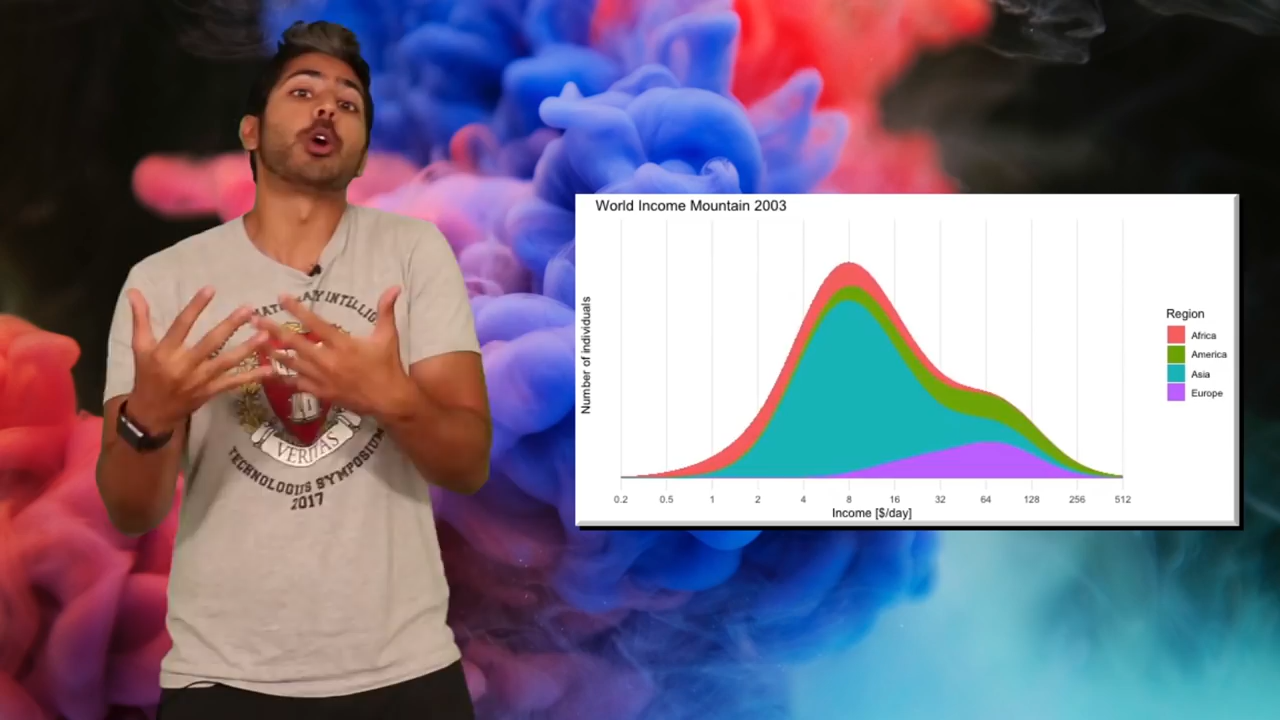 VERITAS
TECHNOLOGIES SYMPOSIUM
2017
World Income Mountain 2003
Number of individuals
Region
Africa
America
Asia
Europe
0.2 0.5 1 2 4 8 16 32 64 128 256 512
Income [$/day]